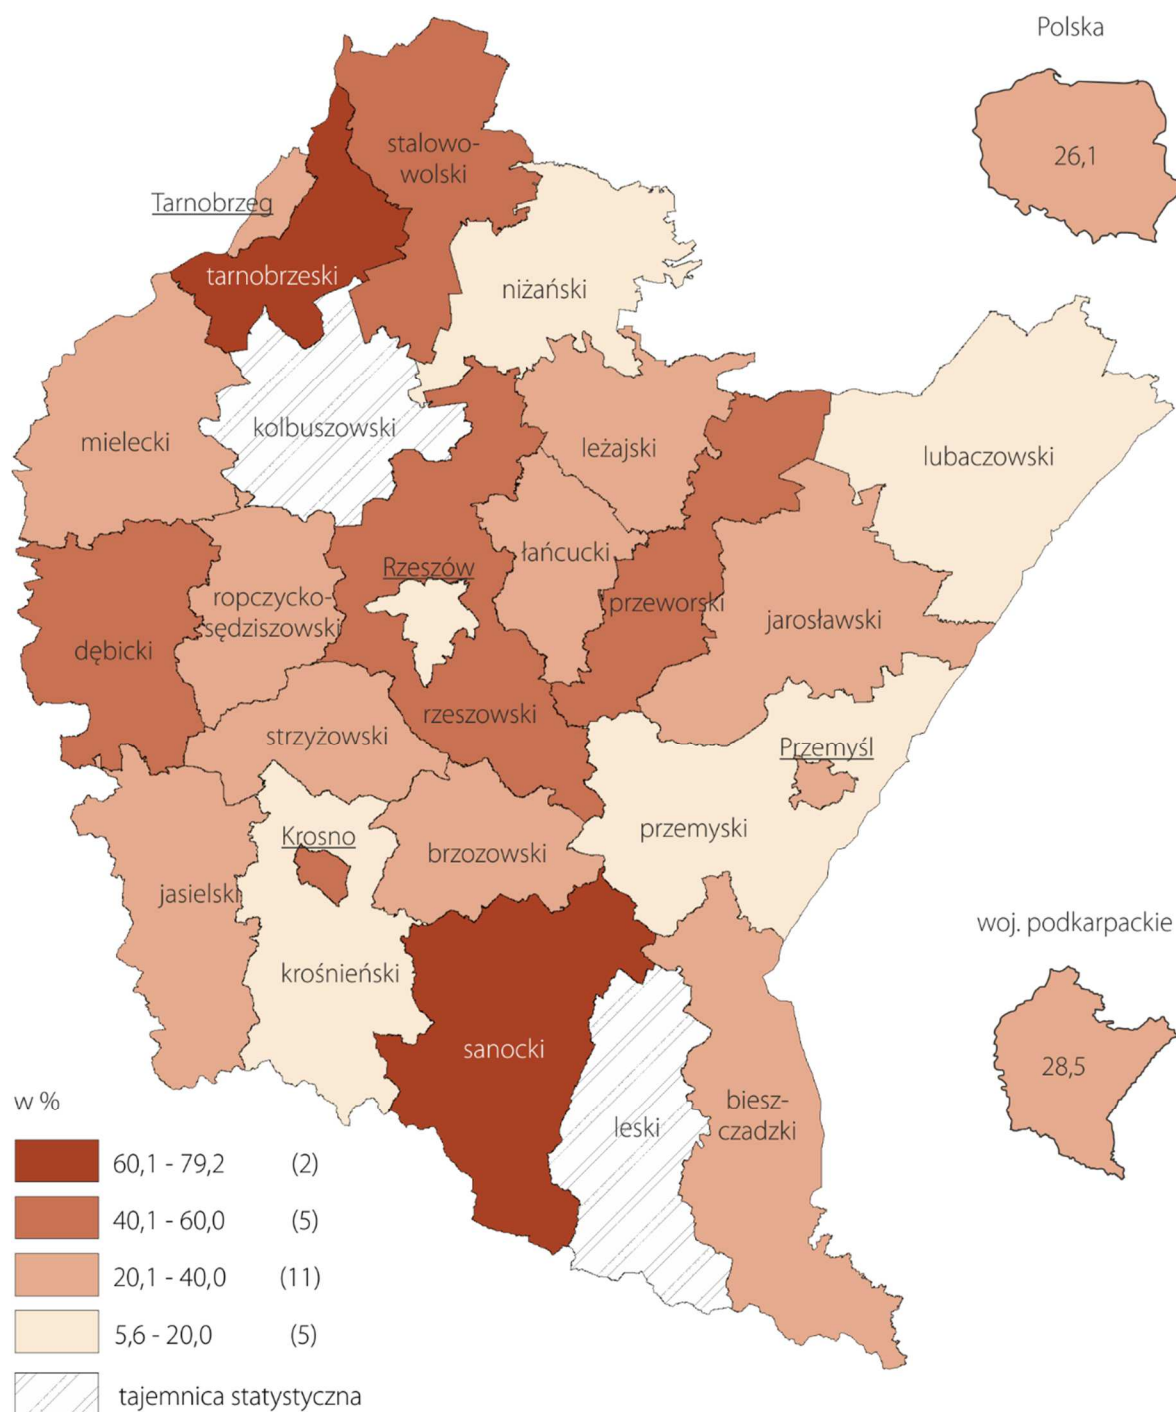 Polska
26,1
stalowo-
wolski
Tarnobrzeg
tarnobrzeski
niżański
mielecki
kolbuszowski
leżajski
lubaczowski
łańcucki
Rzeszów
ropczycko-
sędziszowski
przeworski
jarosławski
dębicki
rzeszowski
strzyżowski
Przemyśl
Krosno
brzozowski
przemyski
jasielski
krośnieński
woj. podkarpackie
28,5
sanocki
leski
biesz-
czadzki
w %
60,1 - 79,2 (2)
40,1 - 60,0 (5)
20,1 - 40,0 (11)
5,6 - 20,0 (5)
tajemnica statystyczna